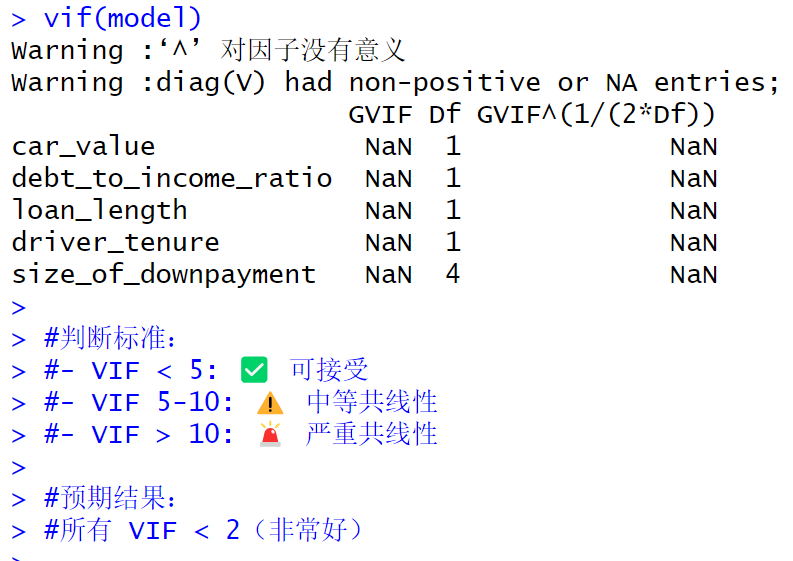 > vif(model)
Warning :‘^’ 对因子没有意义
Warning :diag(V) had non-positive or NA entries;
GVIF Df GVIF^(1/(2*Df))
car_value NaN 1 NaN
debt_to_income_ratio NaN 1 NaN
loan_length NaN 1 NaN
driver_tenure NaN 1 NaN
size_of_downpayment NaN 4 NaN
>
> #判断标准：
> #- VIF < 5: ✅ 可接受
> #- VIF 5-10: ⚠️ 中等共线性
> #- VIF > 10: 🚨 严重共线性
>
> #预期结果：
> #所有 VIF < 2（非常好）
>